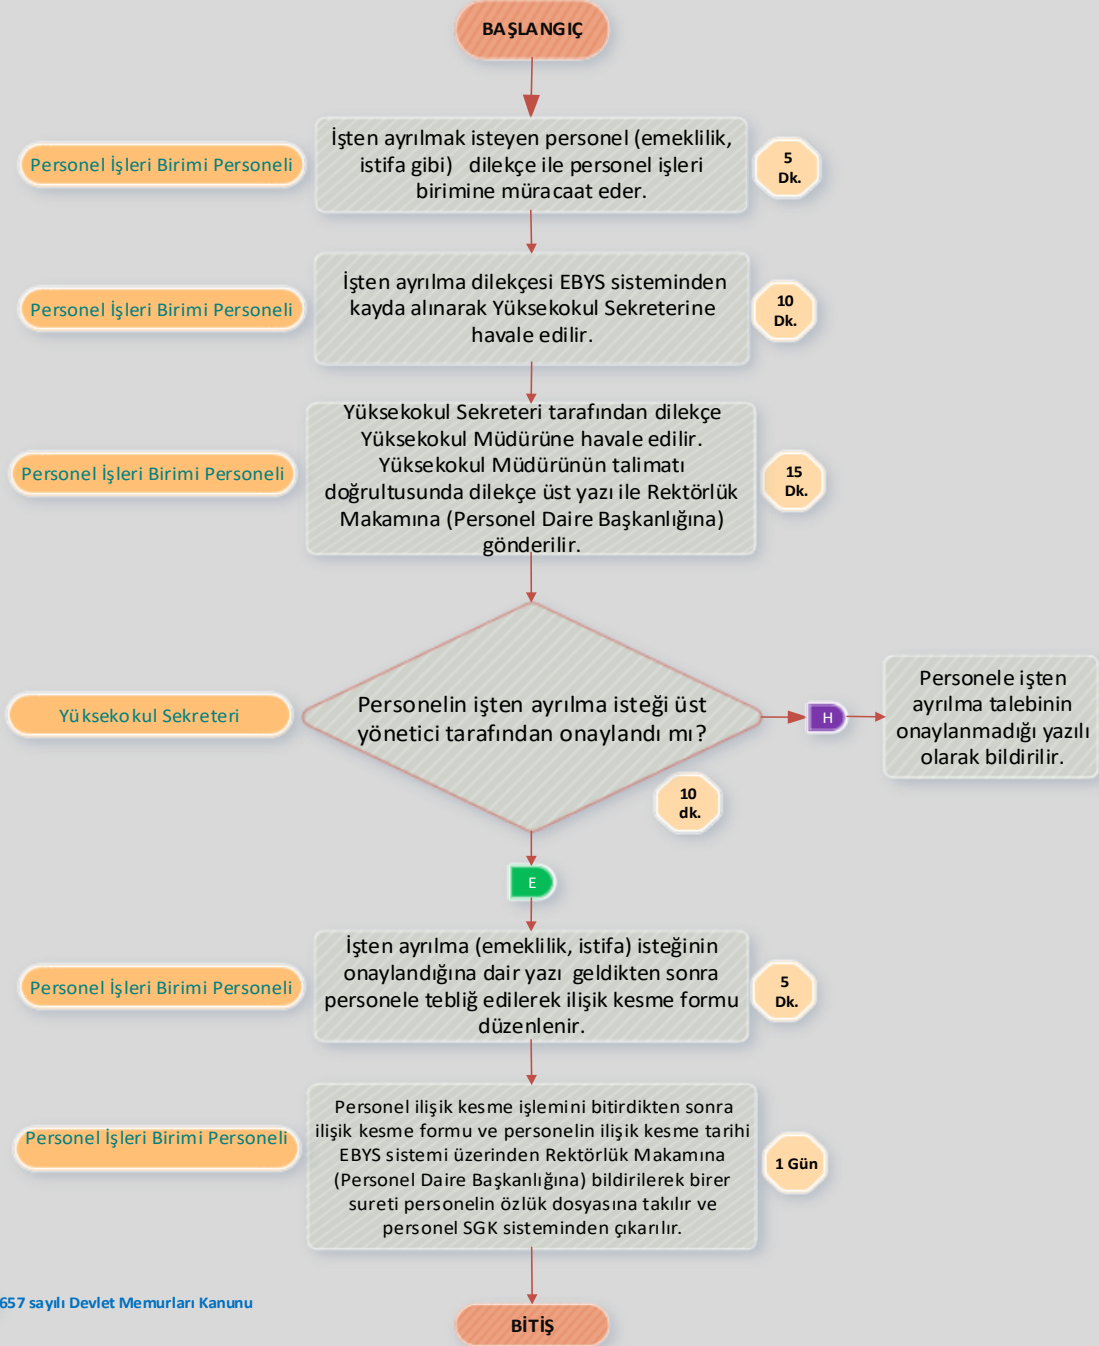 BAŞLANGIÇ
Personel İşleri Birimi Personeli
İşten ayrılmak isteyen personel (emeklilik,
istifa gibi) dilekçe ile personel işleri
birimine müracaat eder.
5
Dk.
Personel İşleri Birimi Personeli
İşten ayrılma dilekçesi EBYS sisteminden
kayda alınarak Yüksekokul Sekreterine
havale edilir.
10
Dk.
Personel İşleri Birimi Personeli
Yüksekokul Sekreteri tarafından dilekçe
Yüksekokul Müdürüne havale edilir.
Yüksekokul Müdürünün talimatı
doğrultusunda dilekçe üst yazı ile Rektörlük
Makamına (Personel Daire Başkanlığına)
gönderilir.
15
Dk.
Yüksekokul Sekreteri
Personelin işten ayrılma isteği üst
yönetici tarafından onaylandı mı?
H
Personele işten
ayrılma talebinin
onaylanmadığı yazılı
olarak bildirilir.
10
dk.
E
Personel İşleri Birimi Personeli
İşten ayrılma (emeklilik, istifa) isteğinin
onaylandığına dair yazı geldikten sonra
personele tebliğ edilerek ilişik kesme formu
düzenlenir.
5
Dk.
Personel İşleri Birimi Personeli
Personel ilişik kesme işlemini bitirdikten sonra
ilişik kesme formu ve personelin ilişik kesme tarihi
EBYS sistemi üzerinden Rektörlük Makamına
(Personel Daire Başkanlığına) bildirilerek birer
sureti personelin özlük dosyasına takılır ve
personel SGK sisteminden çıkarılır.
1 Gün
657 sayılı Devlet Memurları Kanunu
BİTİŞ